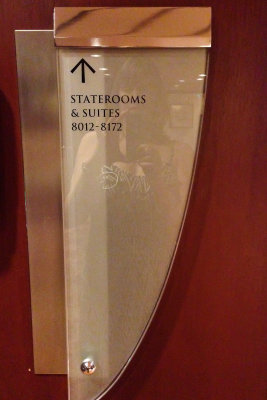 STATEROOMS
& SUITES
8012-8172